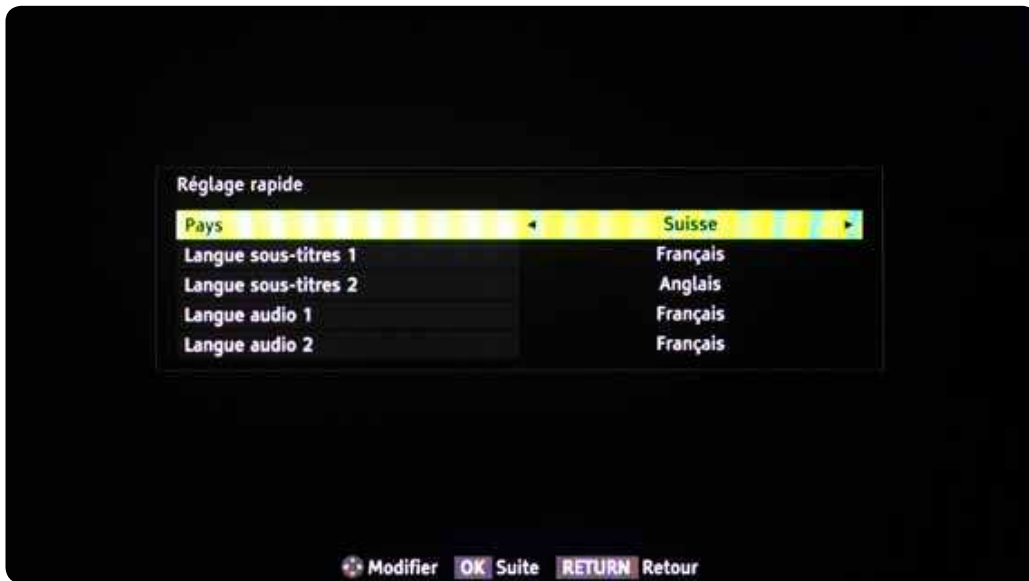 Réglage rapide
Pays Suisse
Langue sous-titres 1 Français
Langue sous-titres 2 Anglais
Langue audio 1 Français
Langue audio 2 Français
Modifier OK Suite RETURN Retour